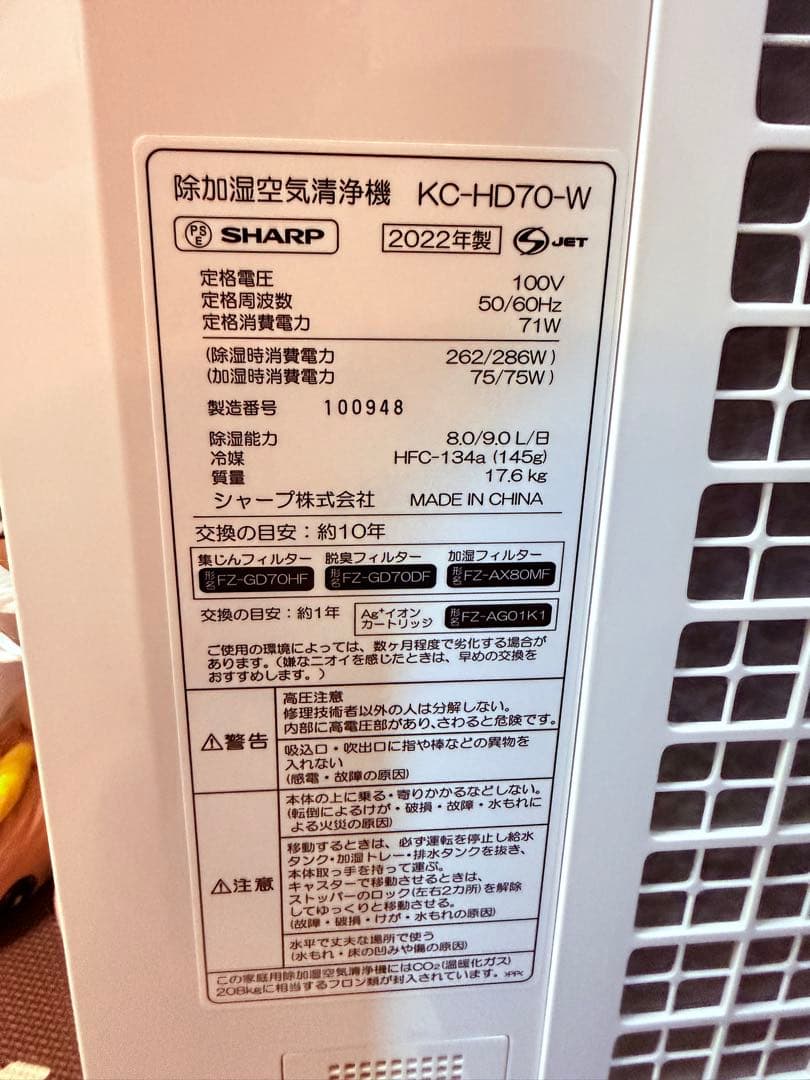 除加湿空気清浄機 KC-HD70-W
PSE SHARP 2022年製 S JET
定格電圧 100V
定格周波数 50/60Hz
定格消費電力 71W
(除湿時消費電力 262/286W)
(加湿時消費電力 75/75W)
製造番号 100948
除湿能力 8.0/9.0 L/日
冷媒 HFC-134a (145g)
質量 17.6 kg
シャープ株式会社 MADE IN CHINA
交換の目安:約10年
集じんフィルター 脱臭フィルター 加湿フィルター
形名 FZ-GD70HF 形名 FZ-GD70DF 形名 FZ-AX80MF
交換の目安:約1年 Ag⁺イオンカートリッジ 形名 FZ-AG01K1
ご使用の環境によっては、数ヶ月程度で劣化する場合が
あります。(嫌なニオイを感じたときは、早めの交換を
おすすめします。)
⚠警告
高圧注意
修理技術者以外の人は分解しない。
内部に高電圧部があり、さわると危険です。
吸込口・吹出口に指や棒などの異物を
入れない
(感電・故障の原因)
⚠注意
本体の上に乗る・寄りかかるなどしない。
(転倒によるけが・破損・故障・水もれに
よる火災の原因)
移動するときは、必ず運転を停止し給水
タンク・加湿トレー・排水タンクを抜き、
本体取っ手を持って運ぶ。
キャスターで移動させるときは、
ストッパーのロック(左右2カ所)を解除
してゆっくりと移動させる。
(故障・破損・けが・水もれの原因)
水平で丈夫な場所で使う
(水もれ・床の凹みや傷の原因)
この家庭用除加湿空気清浄機にはCO₂(温暖化ガス)
208kgに相当するフロン類が封入されています。 >PP<